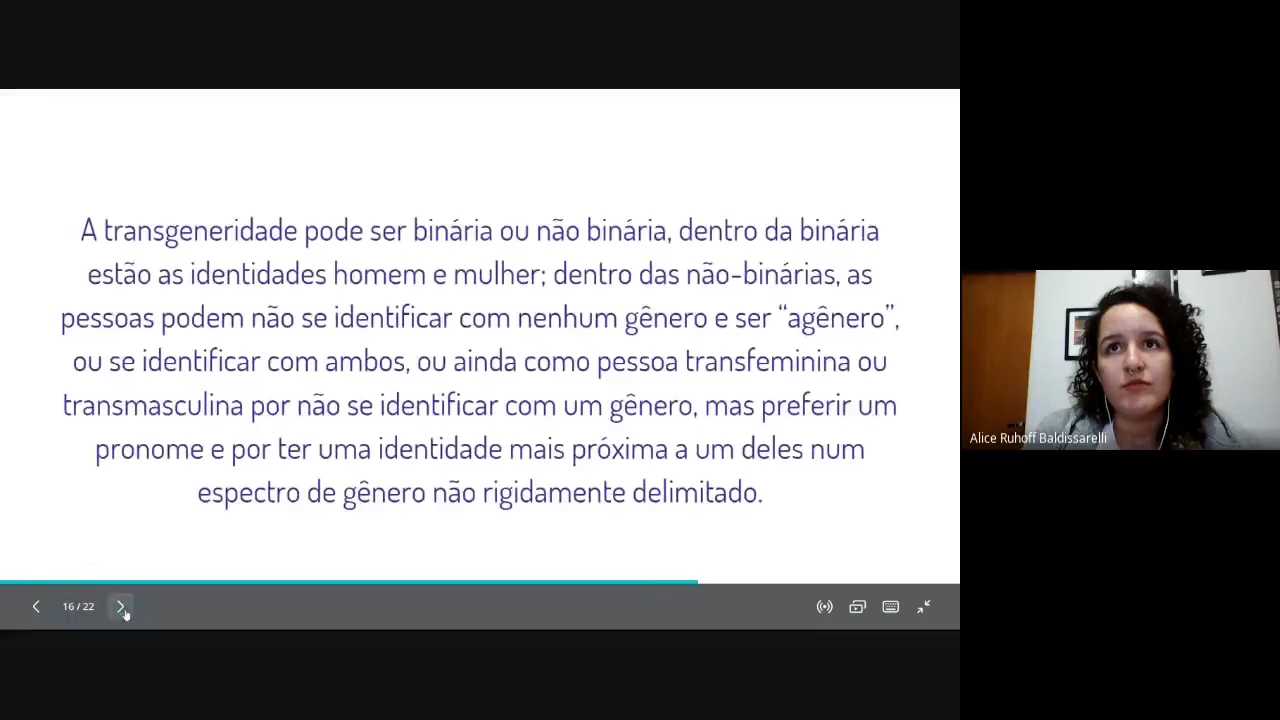 A transgeneridade pode ser binária ou não binária, dentro da binária
estão as identidades homem e mulher; dentro das não-binárias, as
pessoas podem não se identificar com nenhum gênero e ser “agênero”,
ou se identificar com ambos, ou ainda como pessoa transfeminina ou
transmasculina por não se identificar com um gênero, mas preferir um
pronome e por ter uma identidade mais próxima a um deles num
espectro de gênero não rigidamente delimitado.
Alice Ruhoff Baldissarelli
16 / 22